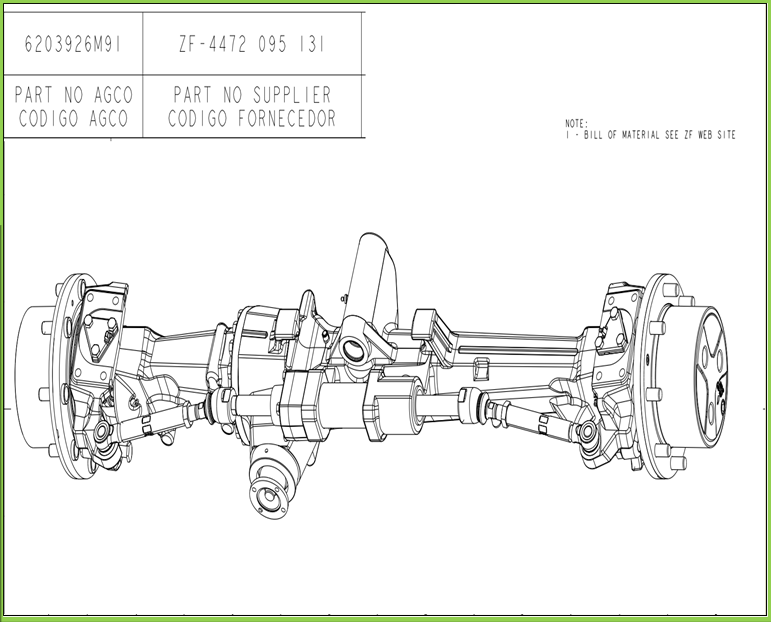 6203926M91 ZF-4472 095 131
PART NO AGCO PART NO SUPPLIER
CODIGO AGCO CODIGO FORNECEDOR
NOTE:
1 - BILL OF MATERIAL SEE ZF WEB SITE